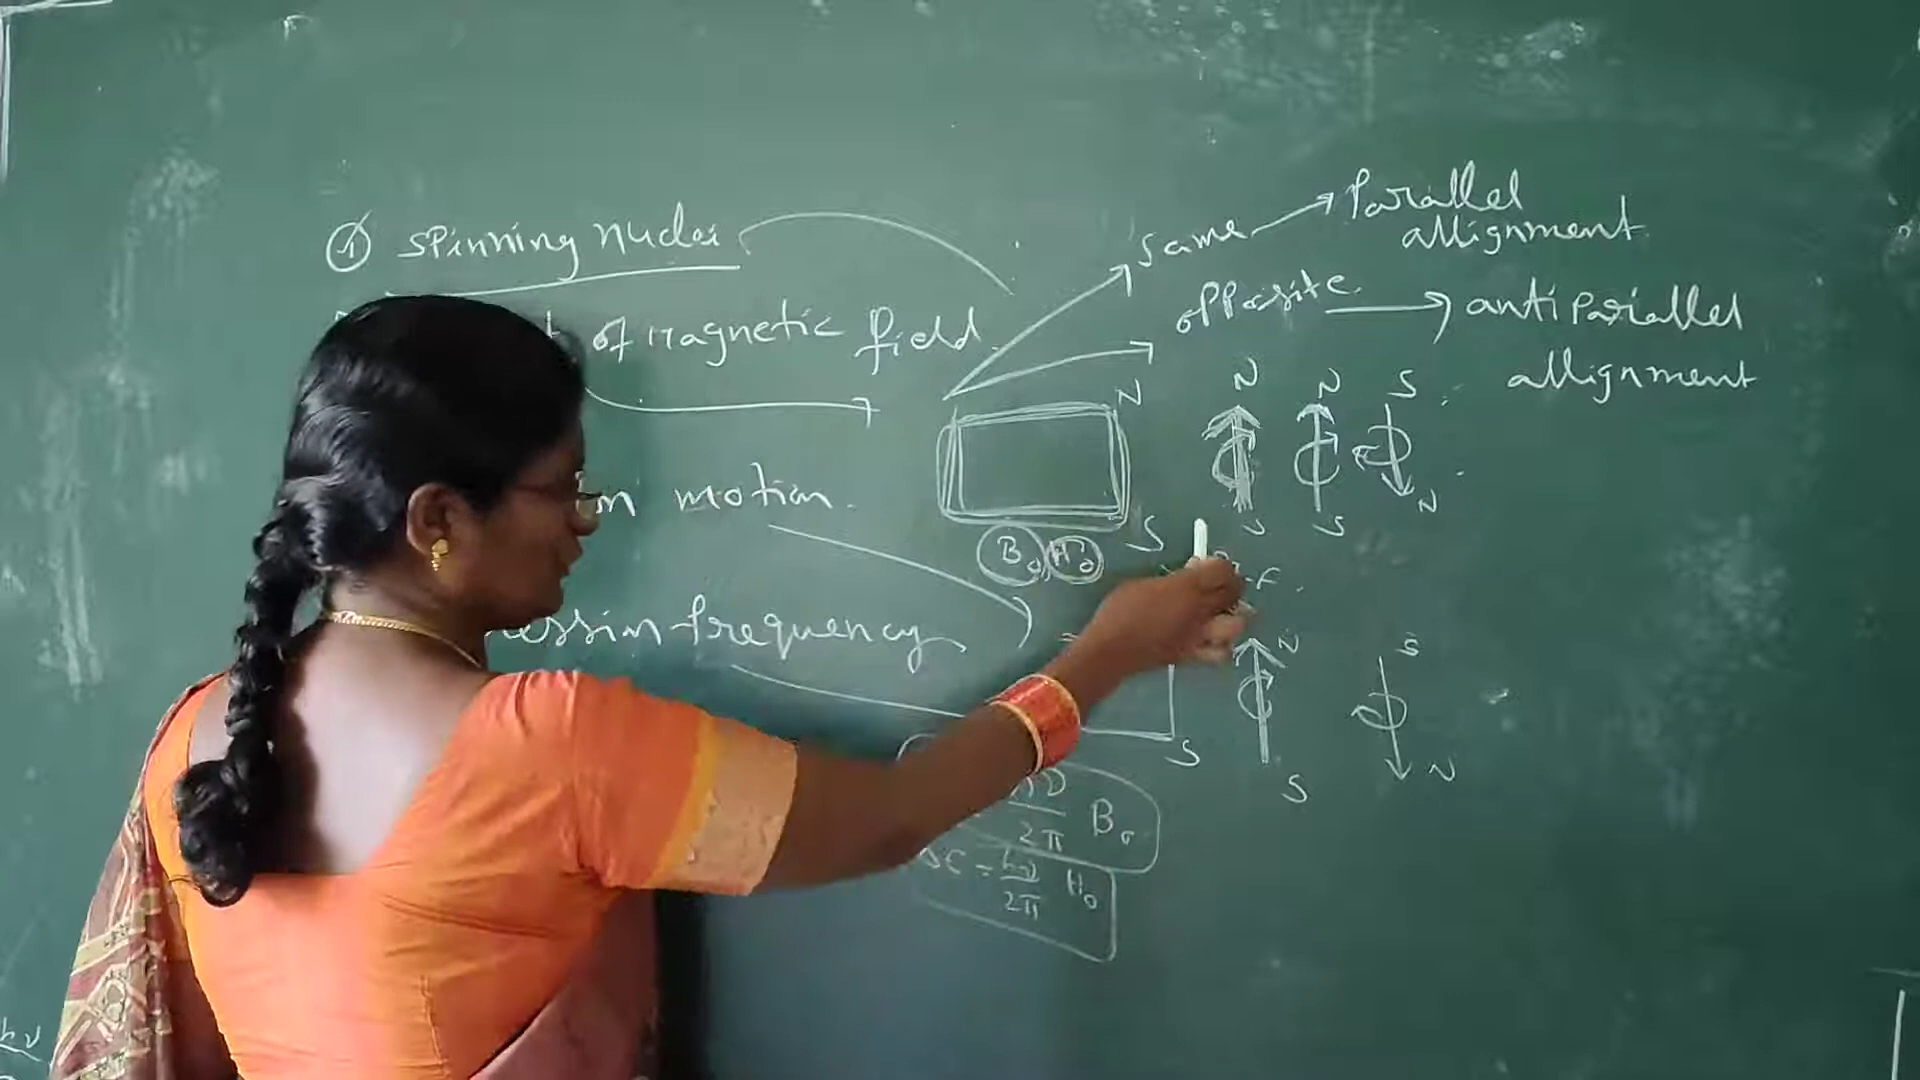 ① spinning nuclei
of magnetic field.
motion.
frequency
same → Parallel
allignment
opposite. → anti parallel
allignment
N
N N S
S
S S N
B₀, H₀
R.F.
N S
S
S N
2π B₀
2π H₀
hν